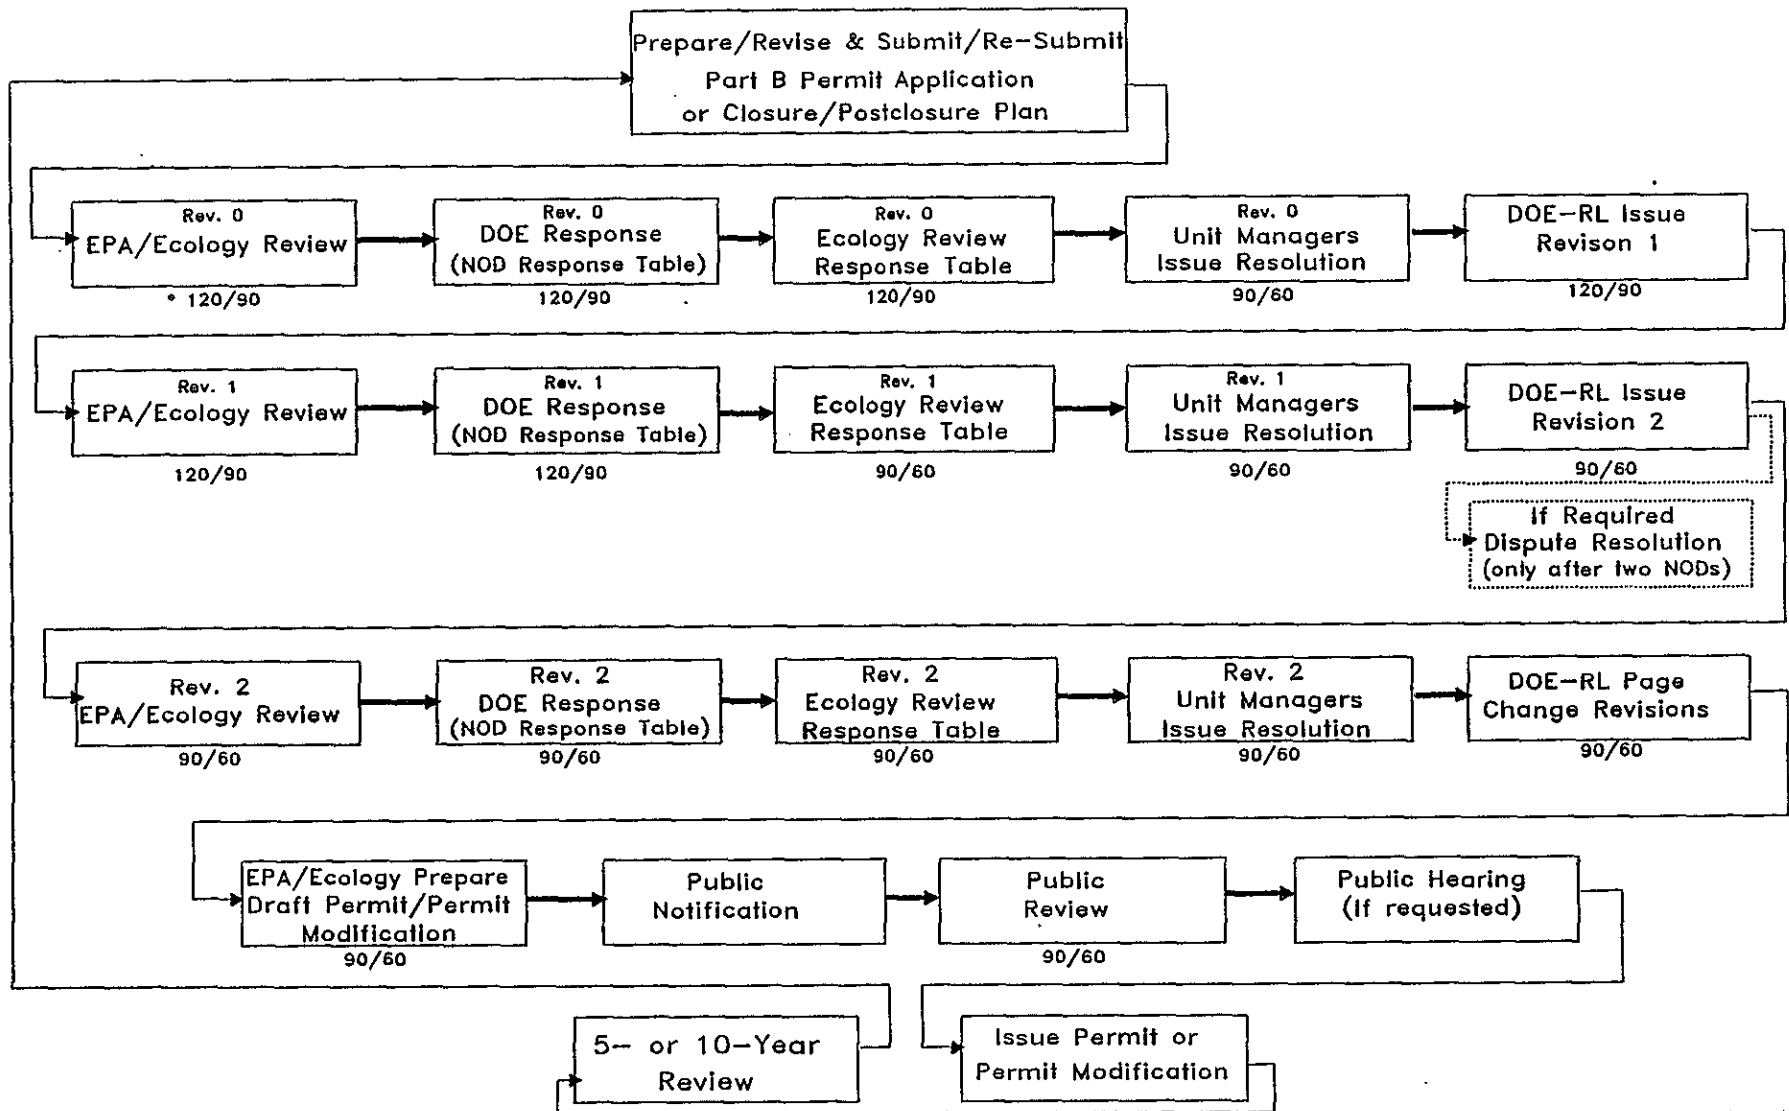 Prepare/Revise & Submit/Re-Submit
Part B Permit Application
or Closure/Postclosure Plan
Rev. 0
EPA/Ecology Review
120/90
Rev. 0
DOE Response
(NOD Response Table)
120/90
Rev. 0
Ecology Review
Response Table
120/90
Rev. 0
Unit Managers
Issue Resolution
90/60
DOE-RL Issue
Revison 1
120/90
Rev. 1
EPA/Ecology Review
120/90
Rev. 1
DOE Response
(NOD Response Table)
120/90
Rev. 1
Ecology Review
Response Table
90/60
Rev. 1
Unit Managers
Issue Resolution
90/60
DOE-RL Issue
Revision 2
90/60
If Required
Dispute Resolution
(only after two NODs)
Rev. 2
EPA/Ecology Review
90/60
Rev. 2
DOE Response
(NOD Response Table)
90/60
Rev. 2
Ecology Review
Response Table
90/60
Rev. 2
Unit Managers
Issue Resolution
90/60
DOE-RL Page
Change Revisions
90/60
EPA/Ecology Prepare
Draft Permit/Permit
Modification
90/60
Public
Notification
Public
Review
90/60
Public Hearing
(If requested)
5- or 10-Year
Review
Issue Permit or
Permit Modification